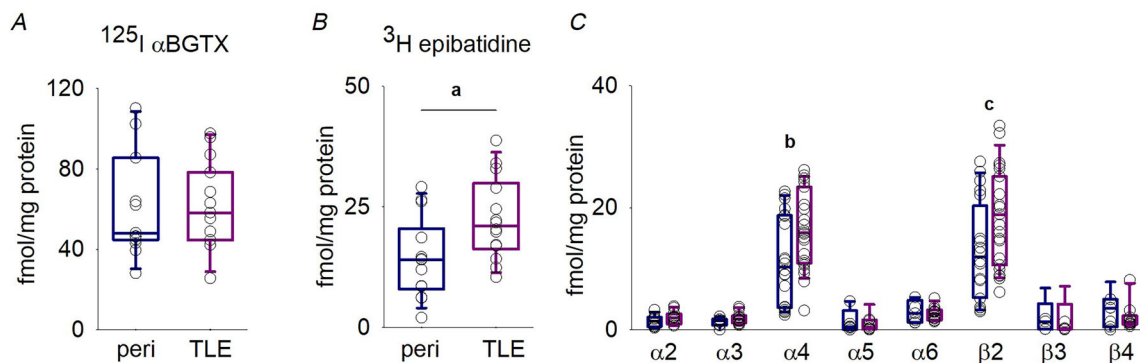 A
¹²⁵I αBGTX
fmol/mg protein
120
80
40
0
peri TLE
B
³H epibatidine
fmol/mg protein
50
25
0
a
peri TLE
C
fmol/mg protein
40
20
0
b
c
α2 α3 α4 α5 α6 β2 β3 β4